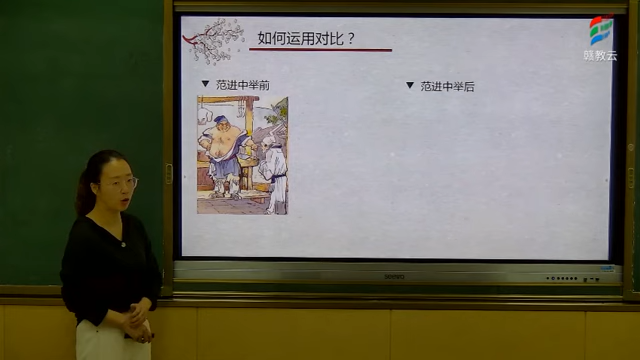 如何运用对比？
赣教云
▼ 范进中举前
▼ 范进中举后